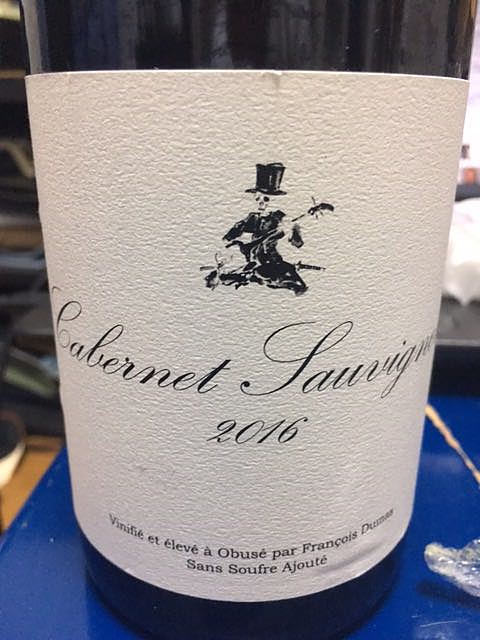 Cabernet Sauvign
2016
Vinifié et élevé à Obusé par François Dumas
Sans Soufre Ajouté